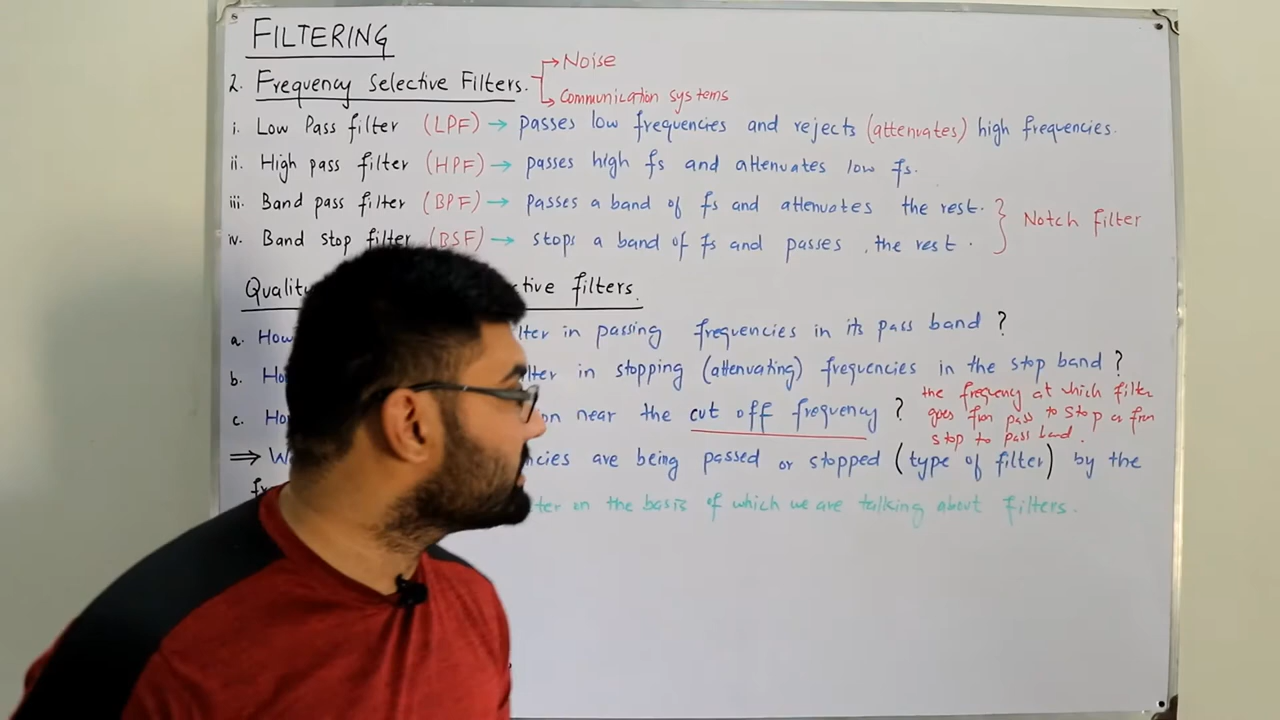 FILTERING
2. Frequency Selective Filters. → Noise
→ Communication systems
i. Low Pass filter (LPF) → passes low frequencies and rejects (attenuates) high frequencies.
ii. High pass filter (HPF) → passes high fs and attenuates low fs.
iii. Band pass filter (BPF) → passes a band of fs and attenuates the rest.
Notch Filter
iv. Band stop filter (BSF) → stops a band of fs and passes the rest.
Quality ctive filters.
a. How lter in passing frequencies in its pass band ?
b. Ho lter in stopping (attenuating) frequencies in the stop band ?
c. Ho on near the cut off frequency ?
the frequency at which filter
goes from pass to stop or from
stop to pass band.
⇒ W ncies are being passed or stopped (type of filter) by the
fr lter on the basis of which we are talking about filters.